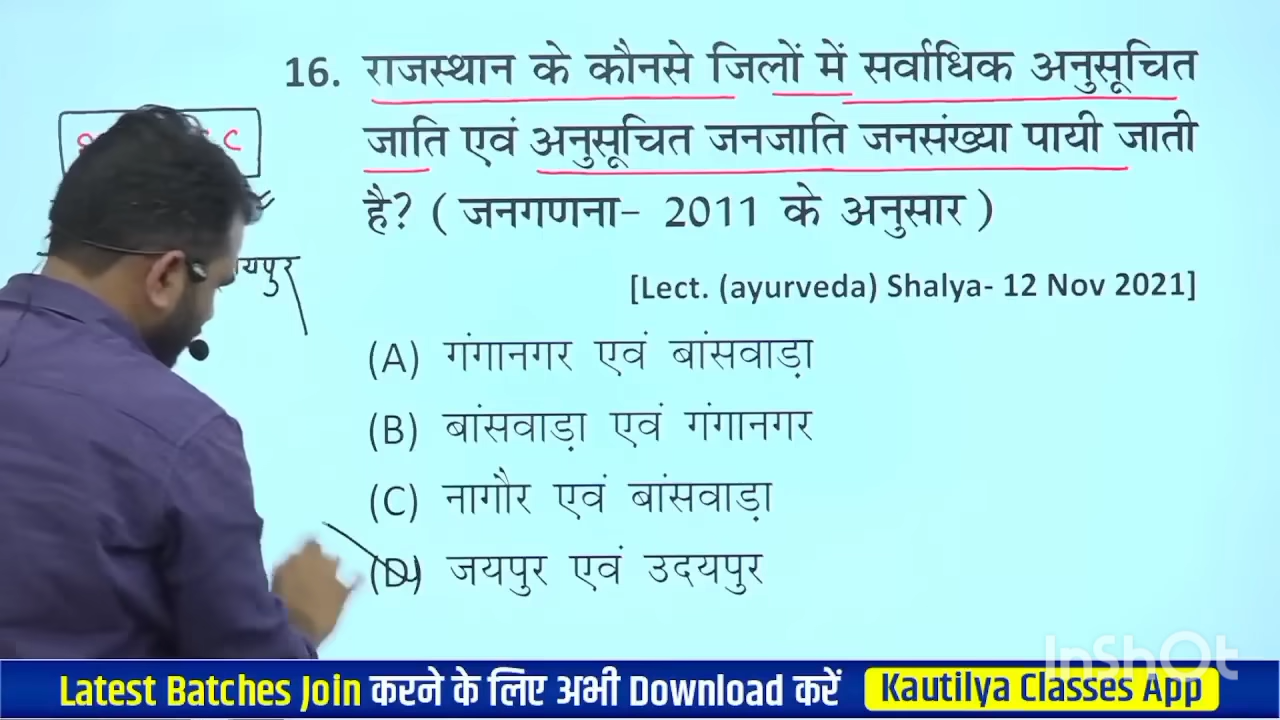 16. राजस्थान के कौनसे जिलों में सर्वाधिक अनुसूचित
जाति एवं अनुसूचित जनजाति जनसंख्या पायी जाती
है? ( जनगणना- 2011 के अनुसार )
[Lect. (ayurveda) Shalya- 12 Nov 2021]
(A) गंगानगर एवं बांसवाड़ा
(B) बांसवाड़ा एवं गंगानगर
(C) नागौर एवं बांसवाड़ा
(D) जयपुर एवं उदयपुर
InShOt
Latest Batches Join करने के लिए अभी Download करें Kautilya Classes App